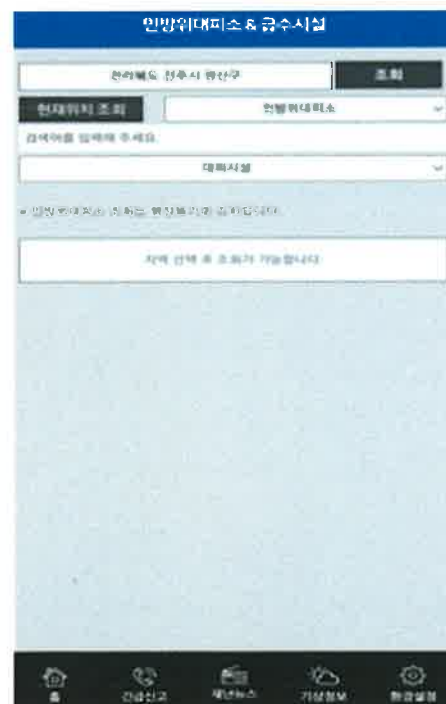 민방위대피소&급수시설
전라북도 전주시 완산구 조회
현재위치 조회 민방위대피소
검색어를 입력해 주세요
대피시설
지역 선택 후 조회가 가능합니다
홈 긴급신고 재난뉴스 기상정보 환경설정